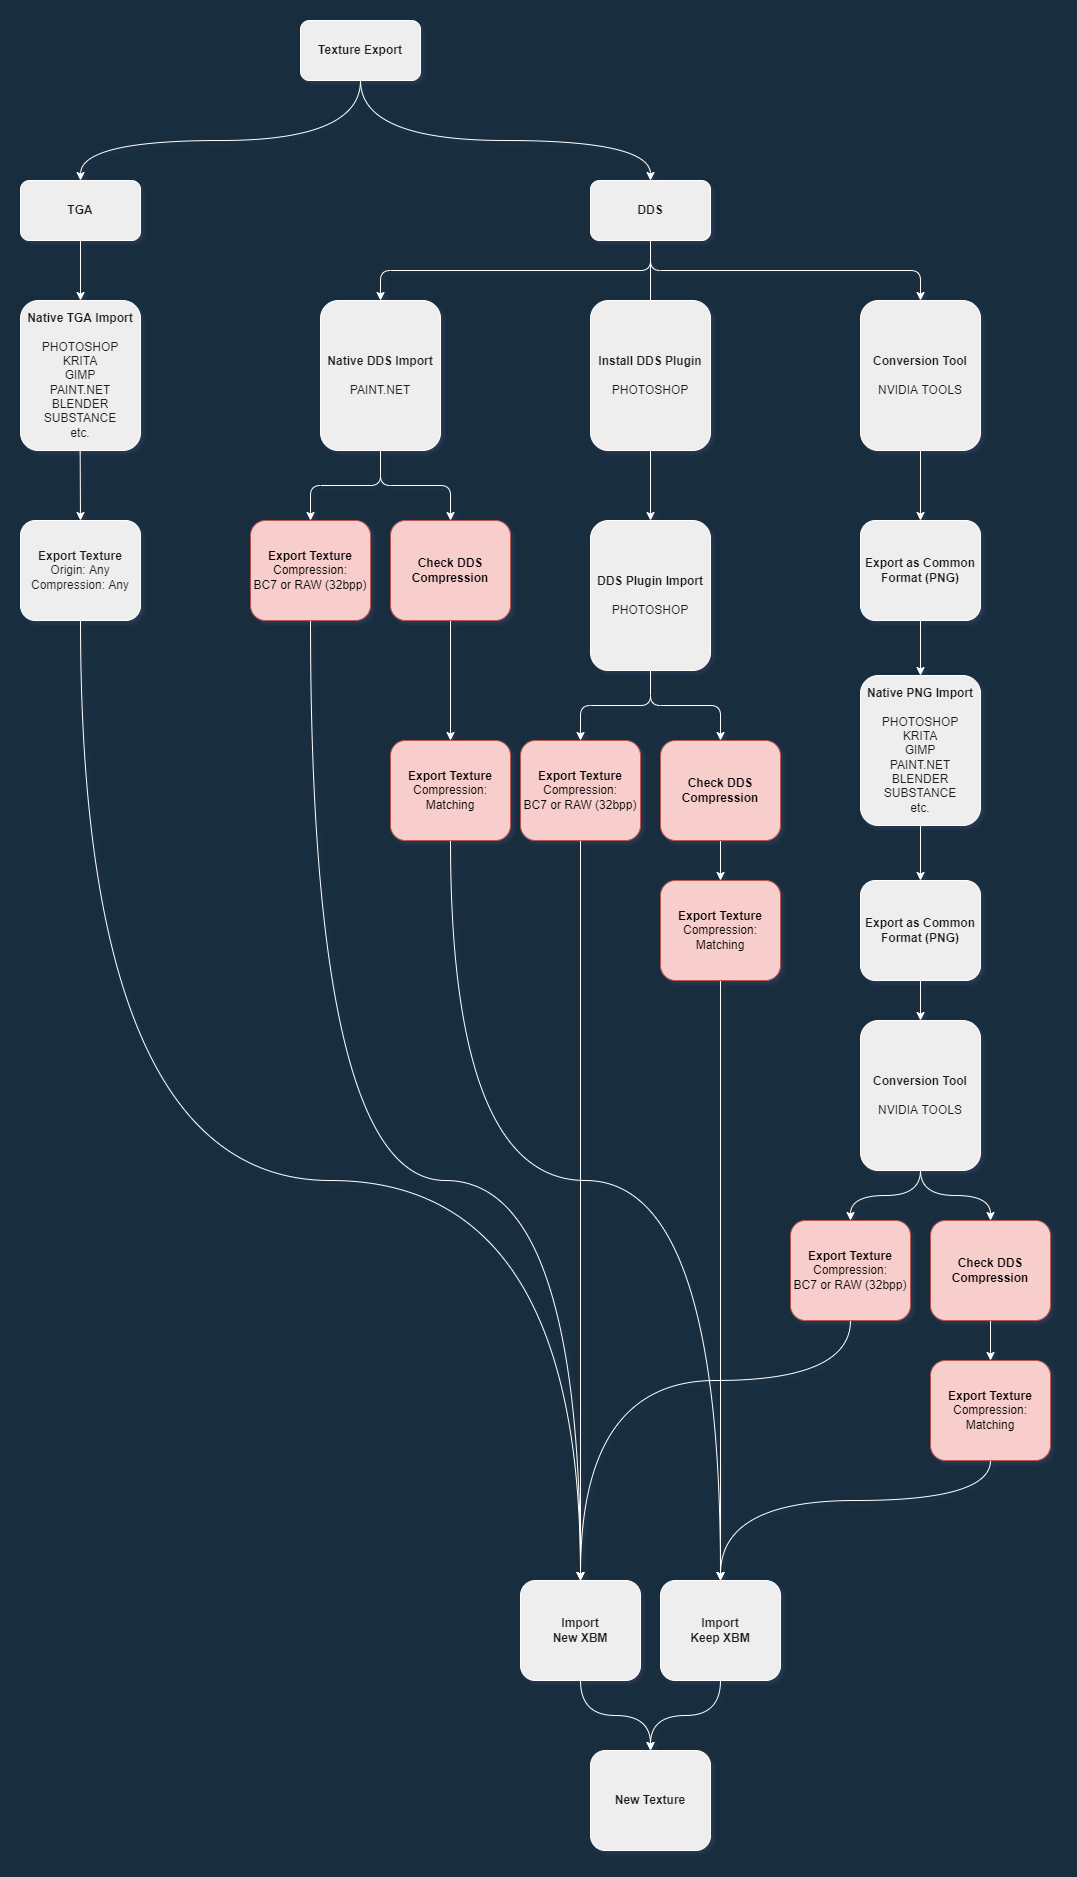 Texture Export
TGA
DDS
Native TGA Import
PHOTOSHOP
KRITA
GIMP
PAINT.NET
BLENDER
SUBSTANCE
etc.
Native DDS Import
PAINT.NET
Install DDS Plugin
PHOTOSHOP
Conversion Tool
NVIDIA TOOLS
Export Texture
Origin: Any
Compression: Any
Export Texture
Compression:
BC7 or RAW (32bpp)
Check DDS
Compression
DDS Plugin Import
PHOTOSHOP
Export as Common
Format (PNG)
Native PNG Import
PHOTOSHOP
KRITA
GIMP
PAINT.NET
BLENDER
SUBSTANCE
etc.
Export Texture
Compression:
Matching
Export Texture
Compression:
BC7 or RAW (32bpp)
Check DDS
Compression
Export Texture
Compression:
Matching
Export as Common
Format (PNG)
Conversion Tool
NVIDIA TOOLS
Export Texture
Compression:
BC7 or RAW (32bpp)
Check DDS
Compression
Export Texture
Compression:
Matching
Import
New XBM
Import
Keep XBM
New Texture